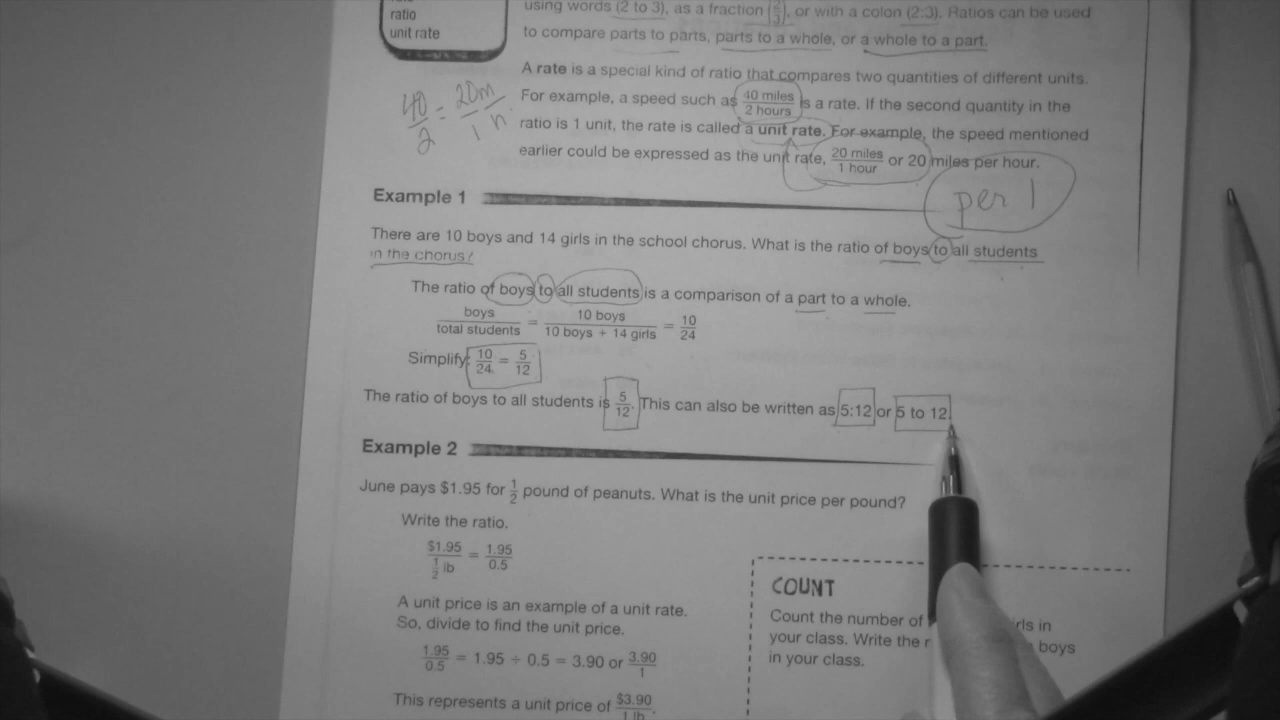 ratio
unit rate
using words (2 to 3), as a fraction (2/3), or with a colon (2:3). Ratios can be used
to compare parts to parts, parts to a whole, or a whole to a part.
A rate is a special kind of ratio that compares two quantities of different units.
For example, a speed such as 40 miles/2 hours is a rate. If the second quantity in the
ratio is 1 unit, the rate is called a unit rate. For example, the speed mentioned
earlier could be expressed as the unit rate, 20 miles/1 hour or 20 miles per hour.
40/2 = 20m/1 h
per 1
Example 1
There are 10 boys and 14 girls in the school chorus. What is the ratio of boys to all students
in the chorus?
The ratio of boys to all students is a comparison of a part to a whole.
boys/total students = 10 boys/10 boys + 14 girls = 10/24
Simplify: 10/24 = 5/12
The ratio of boys to all students is 5/12. This can also be written as 5:12 or 5 to 12.
Example 2
June pays $1.95 for 1/2 pound of peanuts. What is the unit price per pound?
Write the ratio.
$1.95/1/2 lb = 1.95/0.5
A unit price is an example of a unit rate.
So, divide to find the unit price.
1.95/0.5 = 1.95 ÷ 0.5 = 3.90 or 3.90/1
This represents a unit price of $3.90/1 lb.
COUNT
Count the number of rls in
your class. Write the r boys
in your class.